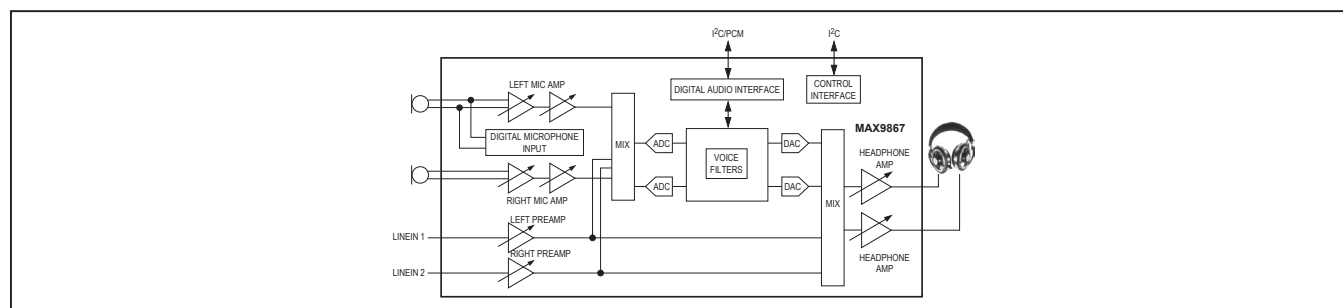 I²C/PCM
I²C
LEFT MIC AMP
DIGITAL AUDIO INTERFACE
CONTROL
INTERFACE
MAX9867
DIGITAL MICROPHONE
INPUT
MIX
ADC
VOICE
FILTERS
DAC
HEADPHONE
AMP
ADC
DAC
RIGHT MIC AMP
MIX
LEFT PREAMP
LINEIN 1
RIGHT PREAMP
HEADPHONE
AMP
LINEIN 2